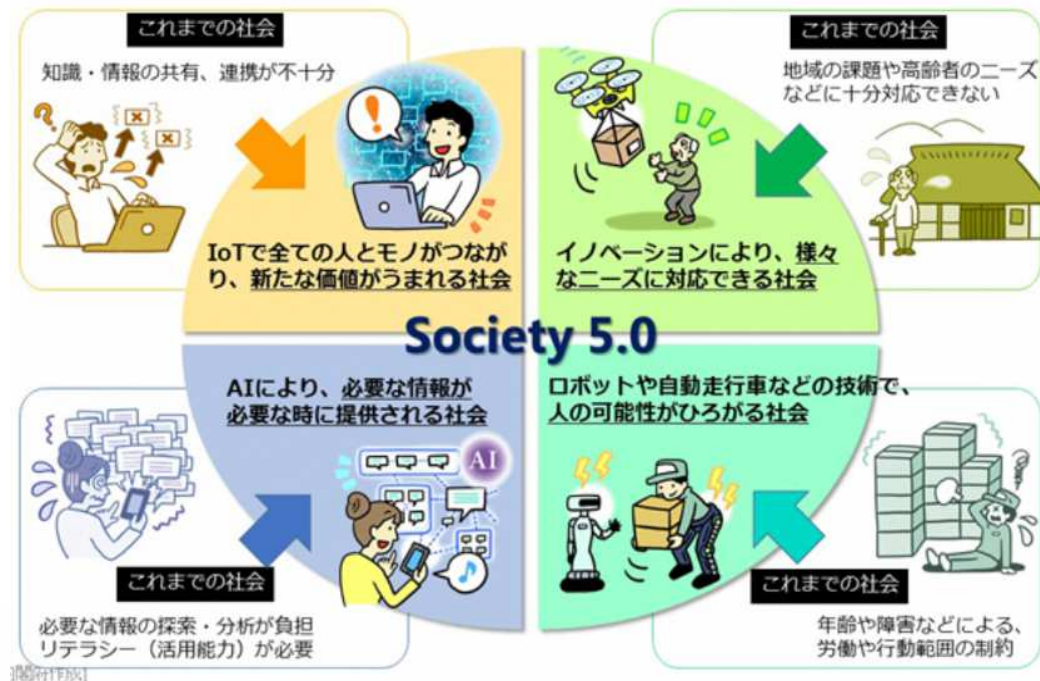 これまでの社会
知識・情報の共有、連携が不十分
IoTで全ての人とモノがつなが
り、新たな価値がうまれる社会
これまでの社会
地域の課題や高齢者のニーズ
などに十分対応できない
イノベーションにより、様々
なニーズに対応できる社会
Society 5.0
AIにより、必要な情報が
必要な時に提供される社会
AI
これまでの社会
必要な情報の探索・分析が負担
リテラシー（活用能力）が必要
ロボットや自動走行車などの技術で、
人の可能性がひろがる社会
これまでの社会
年齢や障害などによる、
労働や行動範囲の制約